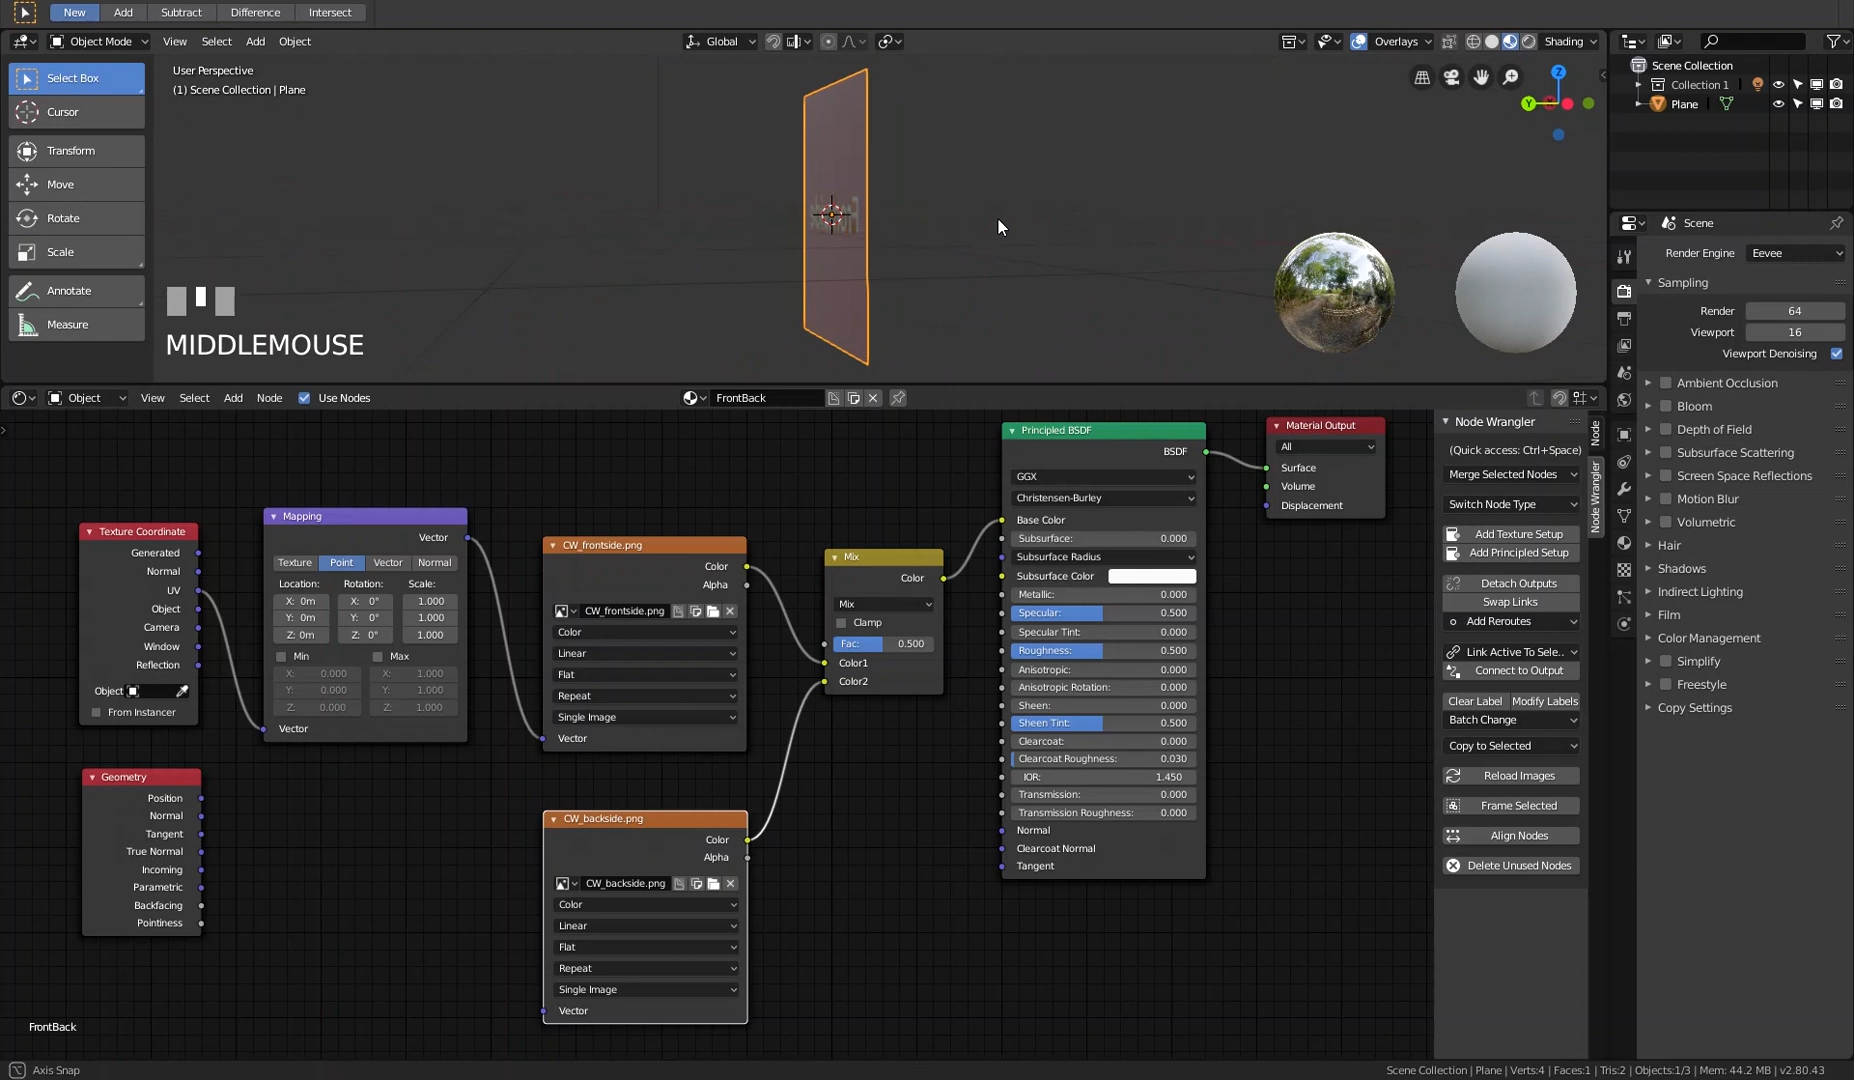 New Add Subtract Difference Intersect
Object Mode View Select Add Object Global Overlays Shading
Select Box
Cursor
Transform
Move
Rotate
Scale
Annotate
Measure
User Perspective
(1) Scene Collection | Plane
MIDDLEMOUSE
Z
Y
Scene Collection
Collection 1
Plane
Scene
Render Engine Eevee
Sampling
Render 64
Viewport 16
Viewport Denoising
Ambient Occlusion
Bloom
Depth of Field
Subsurface Scattering
Screen Space Reflections
Motion Blur
Volumetric
Hair
Shadows
Indirect Lighting
Film
Color Management
Simplify
Freestyle
Copy Settings
Object View Select Add Node Use Nodes FrontBack
Texture Coordinate
Generated
Normal
UV
Object
Camera
Window
Reflection
Object
From Instancer
Geometry
Position
Normal
Tangent
True Normal
Incoming
Parametric
Backfacing
Pointiness
Mapping
Vector
Texture Point Vector Normal
Location: Rotation: Scale:
X: 0m X: 0° 1.000
Y: 0m Y: 0° 1.000
Z: 0m Z: 0° 1.000
Min Max
X: 0.000 X: 1.000
Y: 0.000 Y: 1.000
Z: 0.000 Z: 1.000
Vector
CW_frontside.png
Color
Alpha
CW_frontside.png
Color
Linear
Flat
Repeat
Single Image
Vector
CW_backside.png
Color
Alpha
CW_backside.png
Color
Linear
Flat
Repeat
Single Image
Vector
Mix
Color
Mix
Clamp
Fac: 0.500
Color1
Color2
Principled BSDF
BSDF
GGX
Christensen-Burley
Base Color
Subsurface: 0.000
Subsurface Radius
Subsurface Color
Metallic: 0.000
Specular: 0.500
Specular Tint: 0.000
Roughness: 0.500
Anisotropic: 0.000
Anisotropic Rotation: 0.000
Sheen: 0.000
Sheen Tint: 0.500
Clearcoat: 0.000
Clearcoat Roughness: 0.030
IOR: 1.450
Transmission: 0.000
Transmission Roughness: 0.000
Normal
Clearcoat Normal
Tangent
Material Output
All
Surface
Volume
Displacement
Node Wrangler
(Quick access: Ctrl+Space)
Merge Selected Nodes
Switch Node Type
Add Texture Setup
Add Principled Setup
Detach Outputs
Swap Links
Add Reroutes
Link Active To Sele..
Connect to Output
Clear Label Modify Labels
Batch Change
Copy to Selected
Reload Images
Frame Selected
Align Nodes
Delete Unused Nodes
Node
Node Wrangler
FrontBack
Axis Snap
Scene Collection | Plane | Verts:4 | Faces:1 | Tris:2 | Objects:1/3 | Mem: 44.2 MB | v2.80.43